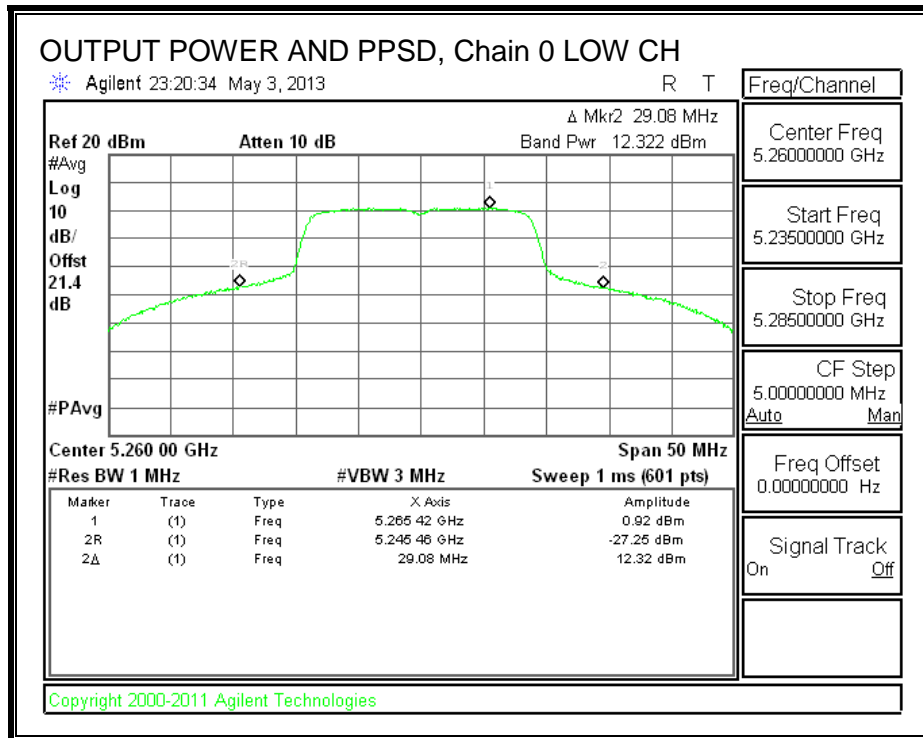 OUTPUT POWER AND PPSD, Chain 0 LOW CH
Agilent 23:20:34 May 3, 2013 R T
Freq/Channel
Δ Mkr2 29.08 MHz
Ref 20 dBm Atten 10 dB Band Pwr 12.322 dBm
#Avg
Log
10
dB/
Offst
21.4
dB
#PAvg
1
2R
2
Center 5.260 00 GHz Span 50 MHz
#Res BW 1 MHz #VBW 3 MHz Sweep 1 ms (601 pts)
Marker Trace Type X Axis Amplitude
1 (1) Freq 5.265 42 GHz 0.92 dBm
2R (1) Freq 5.245 46 GHz -27.25 dBm
2Δ (1) Freq 29.08 MHz 12.32 dBm
Center Freq
5.26000000 GHz
Start Freq
5.23500000 GHz
Stop Freq
5.28500000 GHz
CF Step
5.00000000 MHz
Auto Man
Freq Offset
0.00000000 Hz
Signal Track
On Off
Copyright 2000-2011 Agilent Technologies